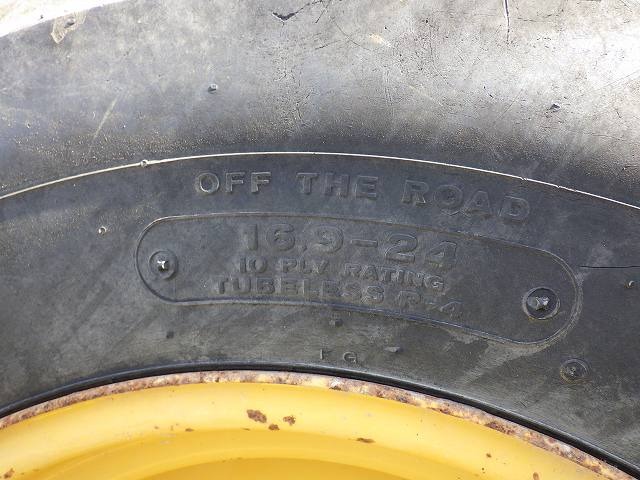 OFF THE ROAD
16.9-24
10 PLY RATING
TUBELESS R-4
F G